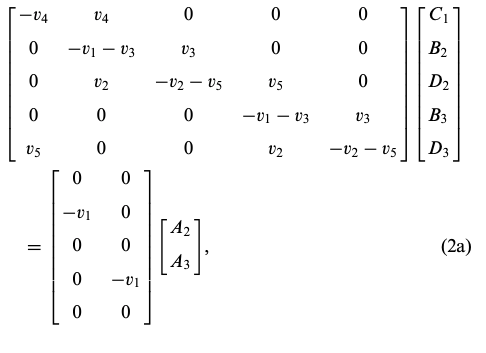 −v₄ v₄ 0 0 0 C₁
0 −v₁ − v₃ v₃ 0 0 B₂
0 v₂ −v₂ − v₅ v₅ 0 D₂
0 0 0 −v₁ − v₃ v₃ B₃
v₅ 0 0 v₂ −v₂ − v₅ D₃
0 0
−v₁ 0 A₂
= 0 0 , (2a)
0 −v₁ A₃
0 0